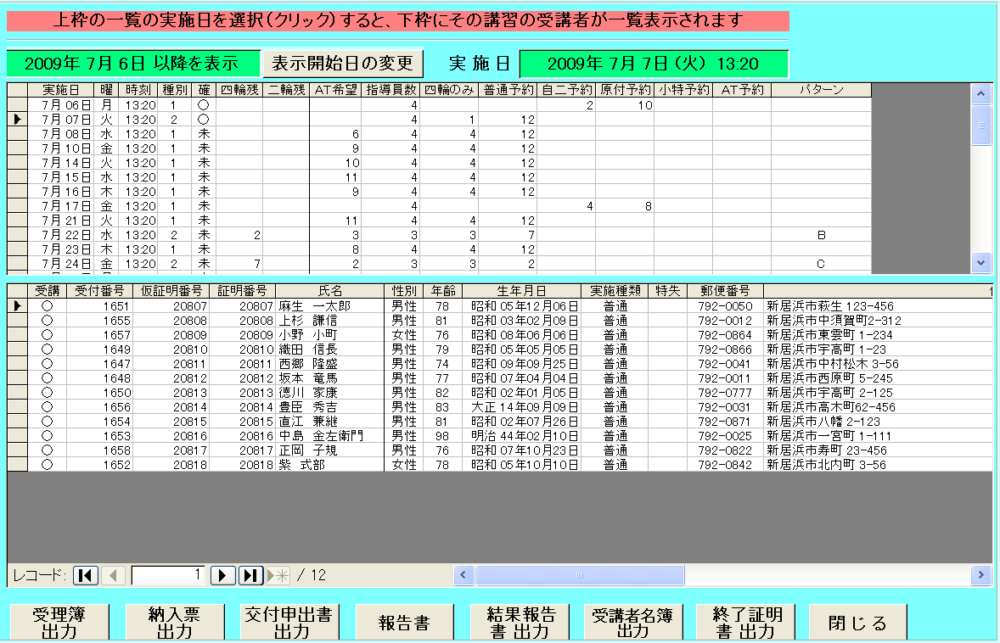 上枠の一覧の実施日を選択(クリック)すると、下枠にその講習の受講者が一覧表示されます
2009年 7月 6日 以降を表示 表示開始日の変更 実 施 日 2009年 7月 7日 (火) 13:20
実施日 曜 時刻 種別 確 四輪残 二輪残 AT希望 指導員数 四輪のみ 普通予約 自二予約 原付予約 小特予約 AT予約 パターン
7月 06日 月 13:20 1 ○ 4 2 10
7月 07日 火 13:20 2 ○ 4 1 12
7月 08日 水 13:20 1 未 6 4 4 12
7月 10日 金 13:20 1 未 9 4 4 12
7月 14日 火 13:20 1 未 10 4 4 12
7月 15日 水 13:20 1 未 11 4 4 12
7月 16日 木 13:20 1 未 9 4 4 12
7月 17日 金 13:20 1 未 4 4 8
7月 21日 火 13:20 1 未 11 4 4 12
7月 22日 水 13:20 2 未 2 3 3 3 7 B
7月 23日 木 13:20 1 未 8 4 4 12
7月 24日 金 13:20 2 未 7 2 3 3 2 C
受講 受付番号 仮証明番号 証明番号 氏名 性別 年齢 生年月日 実施種類 特失 郵便番号
○ 1651 20807 20807 麻生 一太郎 男性 78 昭和 05年12月06日 普通 792-0050 新居浜市萩生 123-456
○ 1655 20808 20808 上杉 謙信 男性 81 昭和 03年02月09日 普通 792-0012 新居浜市中須賀町2-312
○ 1657 20809 20809 小野 小町 女性 76 昭和 08年06月06日 普通 792-0864 新居浜市東雲町 1-234
○ 1649 20810 20810 織田 信長 男性 79 昭和 05年05月05日 普通 792-0866 新居浜市宇高町 1-23
○ 1647 20811 20811 西郷 隆盛 男性 74 昭和 09年09月25日 普通 792-0041 新居浜市中村松木 3-56
○ 1648 20812 20812 坂本 竜馬 男性 77 昭和 07年04月04日 普通 792-0011 新居浜市西原町 5-245
○ 1650 20813 20813 徳川 家康 男性 82 昭和 02年01月05日 普通 792-0777 新居浜市宇高町 2-125
○ 1656 20814 20814 豊臣 秀吉 男性 83 大正 14年09月09日 普通 792-0031 新居浜市高木町62-456
○ 1654 20815 20815 直江 兼継 男性 81 昭和 02年07月26日 普通 792-0871 新居浜市八幡 2-123
○ 1653 20816 20816 中島 金左衛門 男性 98 明治 44年02月10日 普通 792-0025 新居浜市一宮町 1-111
○ 1658 20817 20817 正岡 子規 男性 76 昭和 07年10月23日 普通 792-0822 新居浜市寿町 23-456
○ 1652 20818 20818 紫 式部 女性 78 昭和 05年10月10日 普通 792-0842 新居浜市北内町 3-56
レコード: 1 / 12
受理簿
出力
納入票
出力
交付申出書
出力
報告書
結果報告
書 出力
受講者名簿
出力
終了証明
書 出力
閉じる